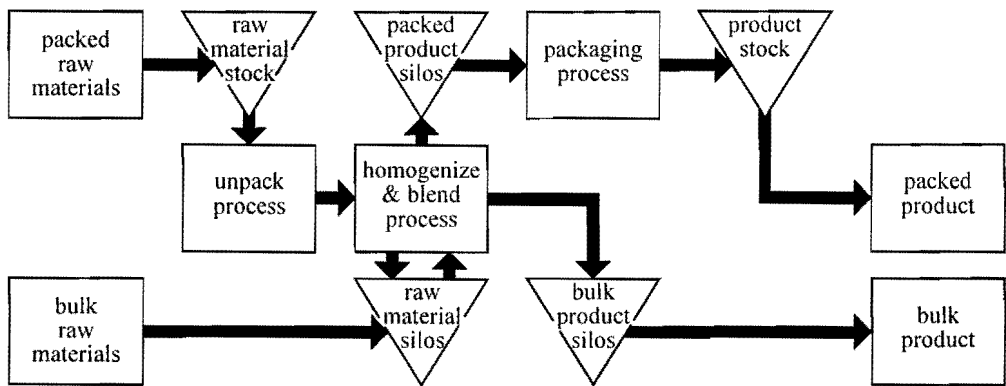 packed
raw
materials
raw
material
stock
packed
product
silos
packaging
process
product
stock
unpack
process
homogenize
& blend
process
packed
product
bulk
raw
materials
raw
material
silos
bulk
product
silos
bulk
product